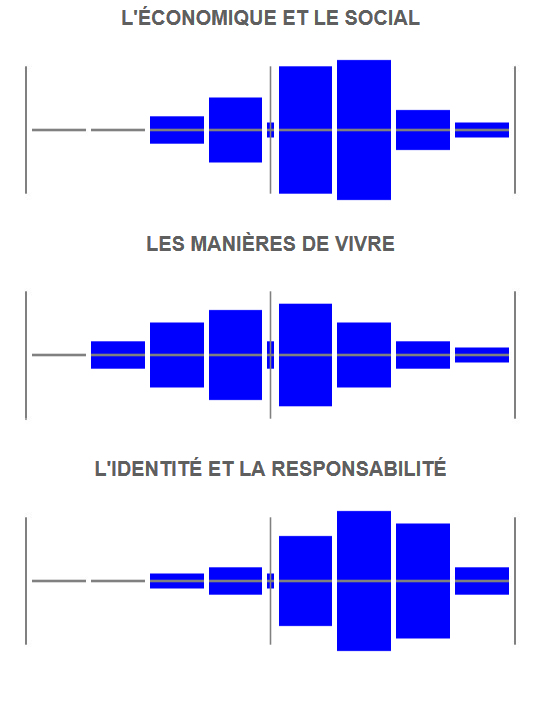 L'ÉCONOMIQUE ET LE SOCIAL
LES MANIÈRES DE VIVRE
L'IDENTITÉ ET LA RESPONSABILITÉ